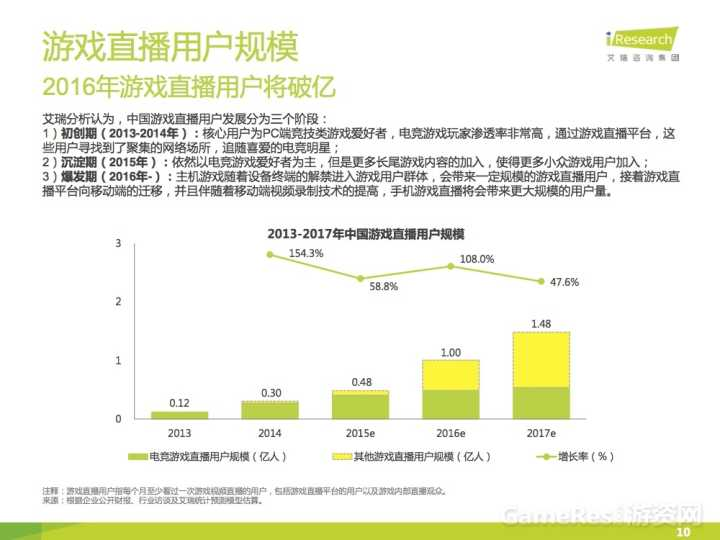 游戏直播用户规模
iResearch
艾瑞咨询集团
2016年游戏直播用户将破亿
艾瑞分析认为，中国游戏直播用户发展分为三个阶段：
1）初创期（2013-2014年）：核心用户为PC端竞技类游戏爱好者，电竞游戏玩家渗透率非常高，通过游戏直播平台，这
些用户寻找到了聚集的网络场所，追随喜爱的电竞明星；
2）沉淀期（2015年）：依然以电竞游戏爱好者为主，但是更多长尾游戏内容的加入，使得更多小众游戏用户加入；
3）爆发期（2016年-）：主机游戏随着设备终端的解禁进入游戏用户群体，会带来一定规模的游戏直播用户，接着游戏直
播平台向移动端的迁移，并且伴随着移动端视频录制技术的提高，手机游戏直播将会带来更大规模的用户量。
2013-2017年中国游戏直播用户规模
3
154.3%
58.8%
108.0%
47.6%
2
1.48
1
1.00
0.48
0.30
0.12
0
2013 2014 2015e 2016e 2017e
电竞游戏直播用户规模（亿人） 其他游戏直播用户规模（亿人） 增长率（%）
注释：游戏直播用户指每个月至少看过一次游戏视频直播的用户，包括游戏直播平台的用户以及游戏内部直播观众。
来源：根据企业公开财报、行业访谈及艾瑞统计预测模型估算。
GameRes游资网
10